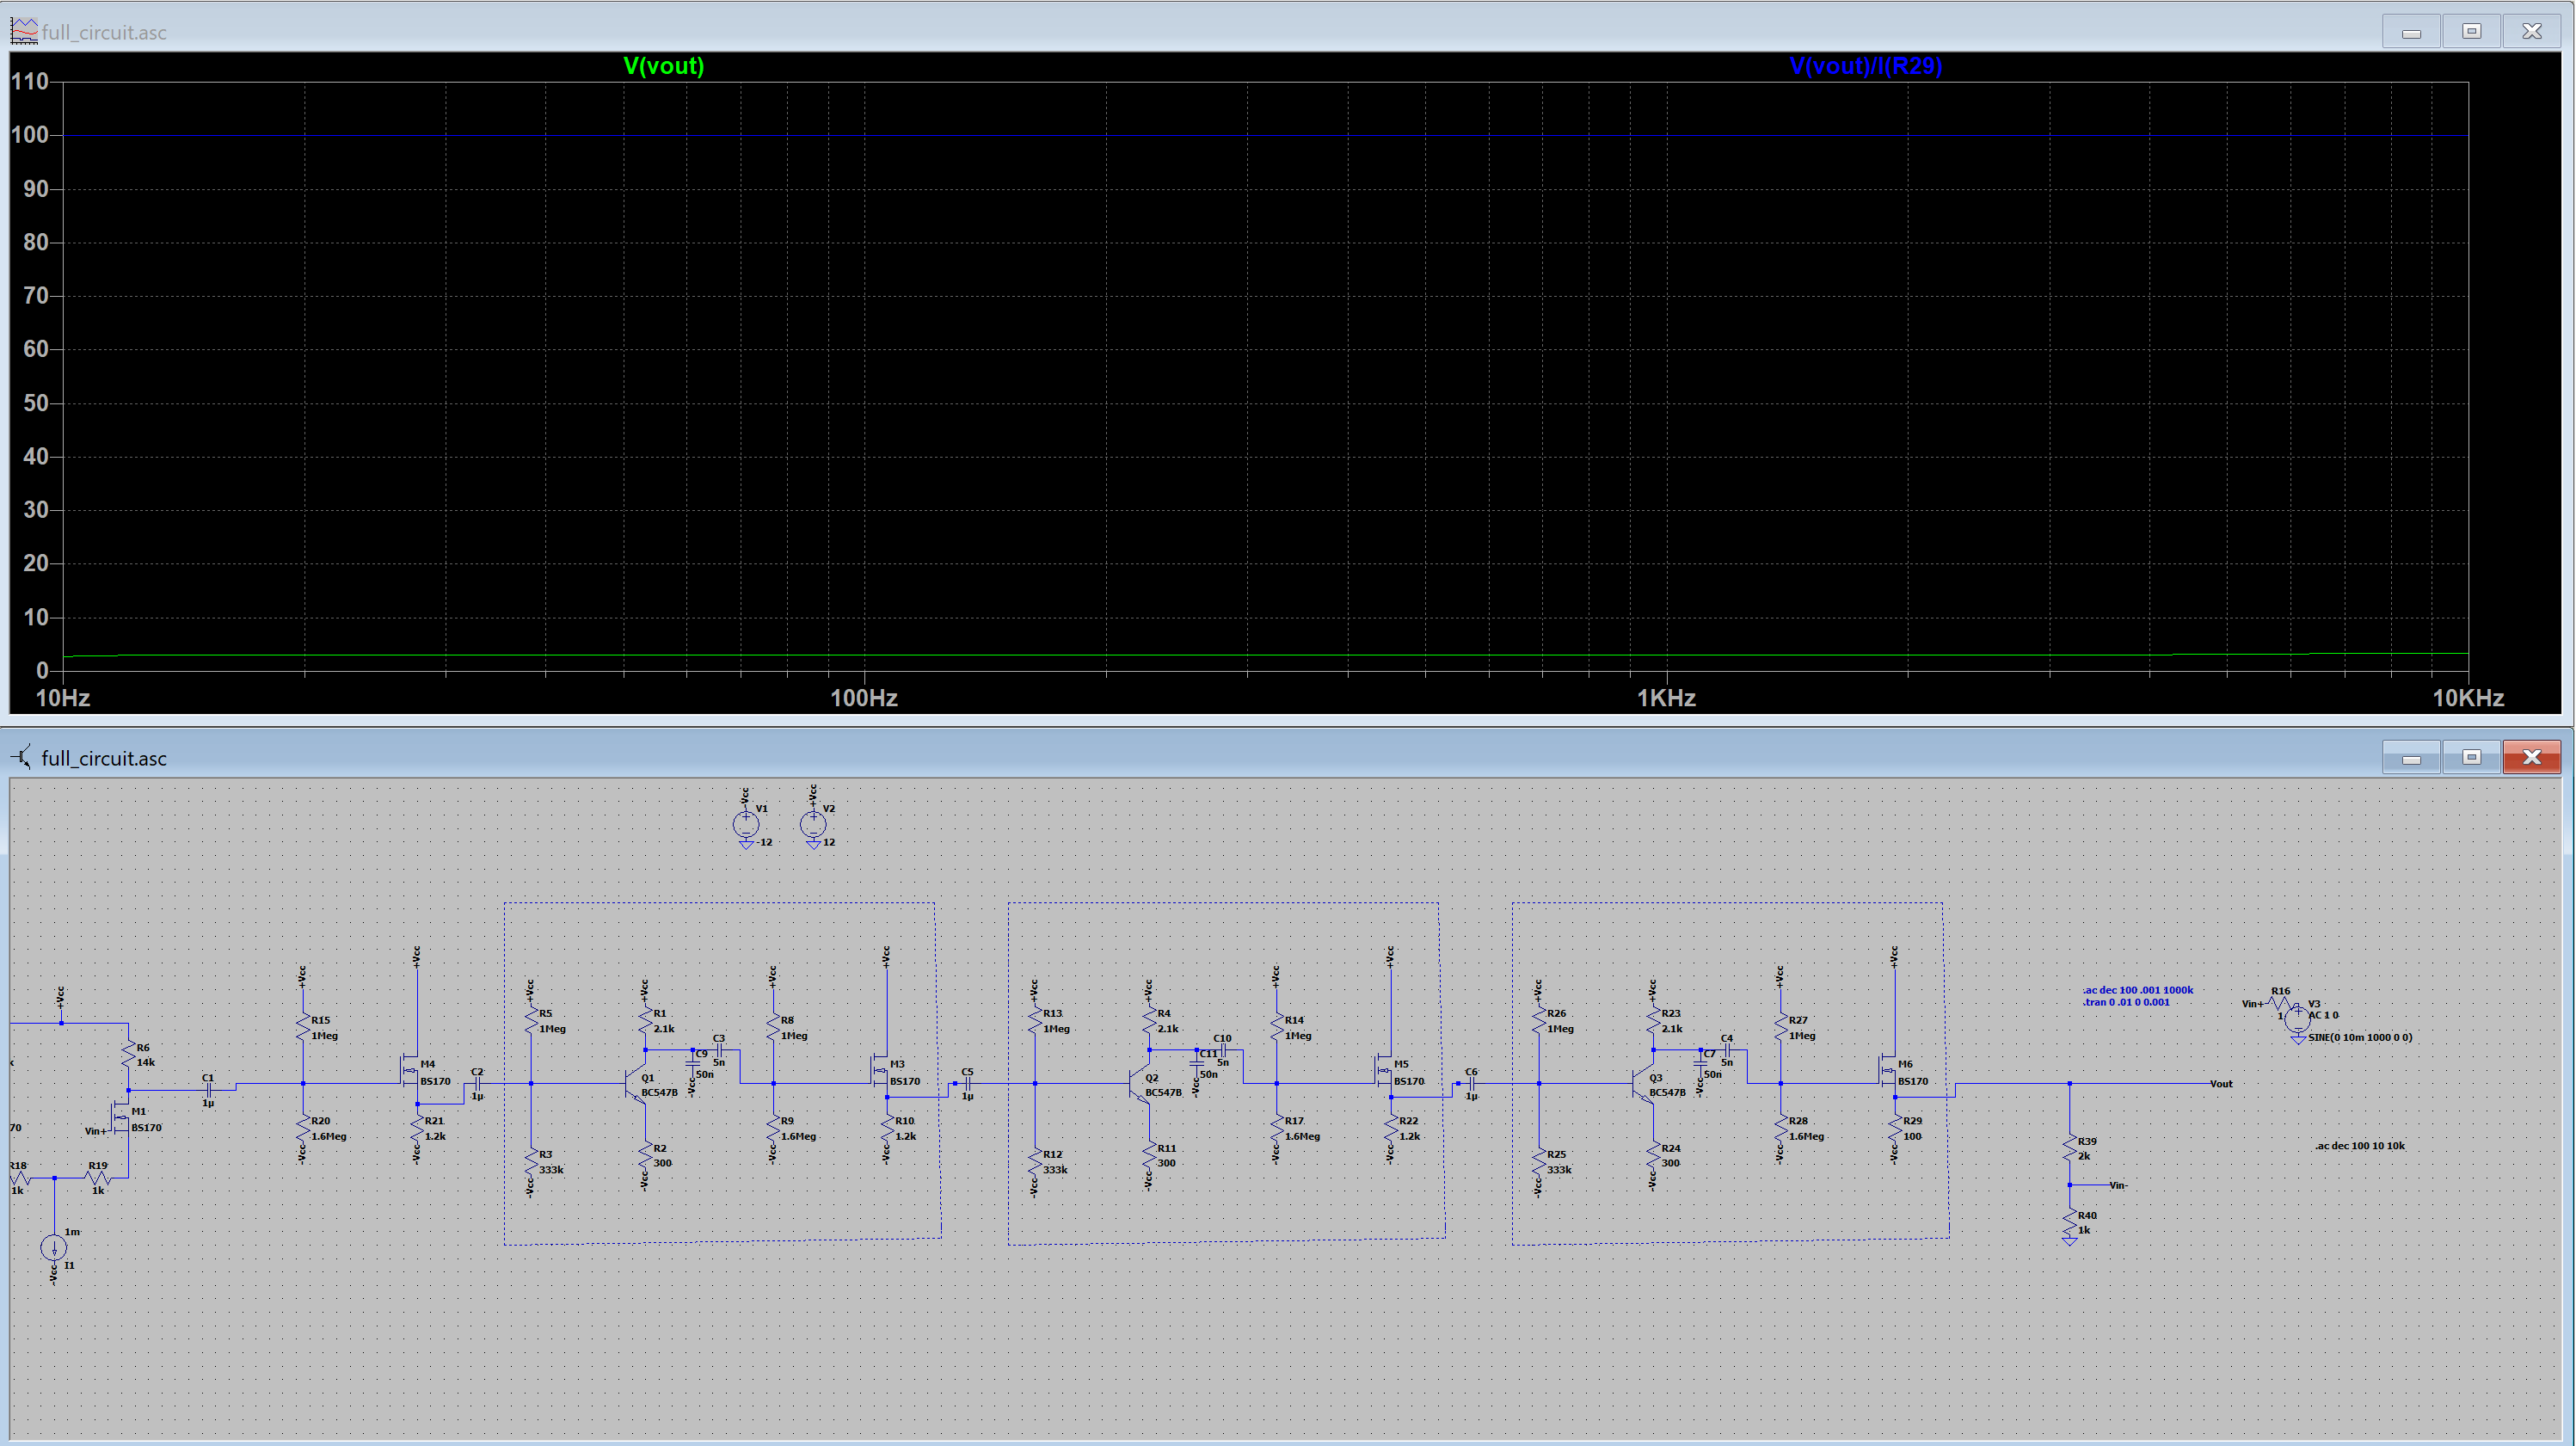 full_circuit.asc
V(vout)
V(vout)/I(R29)
110
100
90
80
70
60
50
40
30
20
10
0
10Hz
100Hz
1KHz
10KHz
full_circuit.asc
-Vcc
V1
-12
+Vcc
V2
12
k
+Vcc
R6
14k
M1
BS170
Vin+
70
R18
1k
R19
1k
1m
I1
-Vcc
C1
1µ
+Vcc
R15
1Meg
R20
1.6Meg
-Vcc
+Vcc
M4
BS170
R21
1.2k
-Vcc
C2
1µ
+Vcc
R5
1Meg
R3
333k
-Vcc
+Vcc
R1
2.1k
Q1
BC547B
R2
300
-Vcc
C9
50n
-Vcc
C3
5n
+Vcc
R8
1Meg
R9
1.6Meg
-Vcc
+Vcc
M3
BS170
R10
1.2k
-Vcc
C5
1µ
+Vcc
R13
1Meg
R12
333k
-Vcc
+Vcc
R4
2.1k
Q2
BC547B
R11
300
-Vcc
C11
50n
-Vcc
C10
5n
+Vcc
R14
1Meg
R17
1.6Meg
-Vcc
+Vcc
M5
BS170
R22
1.2k
-Vcc
C6
1µ
+Vcc
R26
1Meg
R25
333k
-Vcc
+Vcc
R23
2.1k
Q3
BC547B
R24
300
-Vcc
C7
50n
-Vcc
C4
5n
+Vcc
R27
1Meg
R28
1.6Meg
-Vcc
+Vcc
M6
BS170
R29
100
-Vcc
Vout
R39
2k
Vin-
R40
1k
.ac dec 100 .001 1000k
.tran 0 .01 0 0.001
Vin+
R16
1
V3
AC 1 0
SINE(0 10m 1000 0 0)
.ac dec 100 10 10k